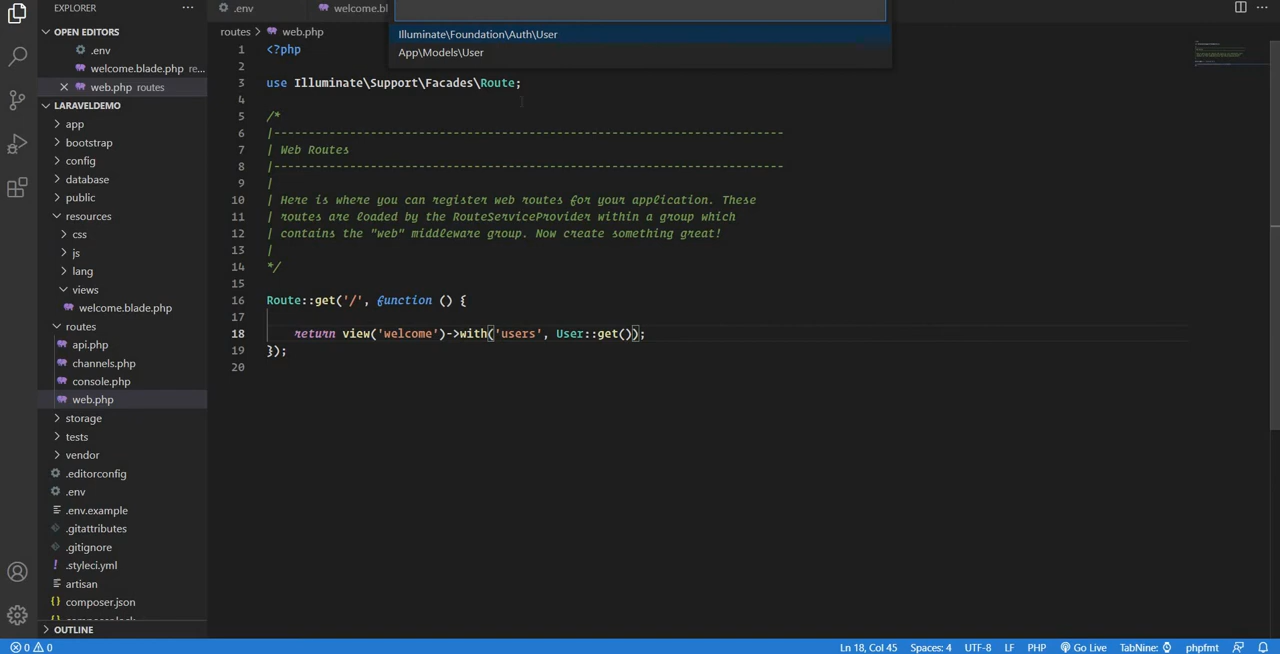 EXPLORER
···
.env
welcome.bl
···
Illuminate\Foundation\Auth\User
App\Models\User
OPEN EDITORS
.env
welcome.blade.php re...
web.php routes
LARAVELDEMO
app
bootstrap
config
database
public
resources
css
js
lang
views
welcome.blade.php
routes
api.php
channels.php
console.php
web.php
storage
tests
vendor
.editorconfig
.env
.env.example
.gitattributes
.gitignore
.styleci.yml
artisan
composer.json
OUTLINE
routes > web.php
1 <?php
2
3 use Illuminate\Support\Facades\Route;
4
5 /*
6 |--------------------------------------------------------------------------
7 | Web Routes
8 |--------------------------------------------------------------------------
9 |
10 | Here is where you can register web routes for your application. These
11 | routes are loaded by the RouteServiceProvider within a group which
12 | contains the "web" middleware group. Now create something great!
13 |
14 */
15
16 Route::get('/', function () {
17
18 return view('welcome')->with('users', User::get());
19 });
20
0 0 Ln 18, Col 45 Spaces: 4 UTF-8 LF PHP Go Live TabNine: phpfmt